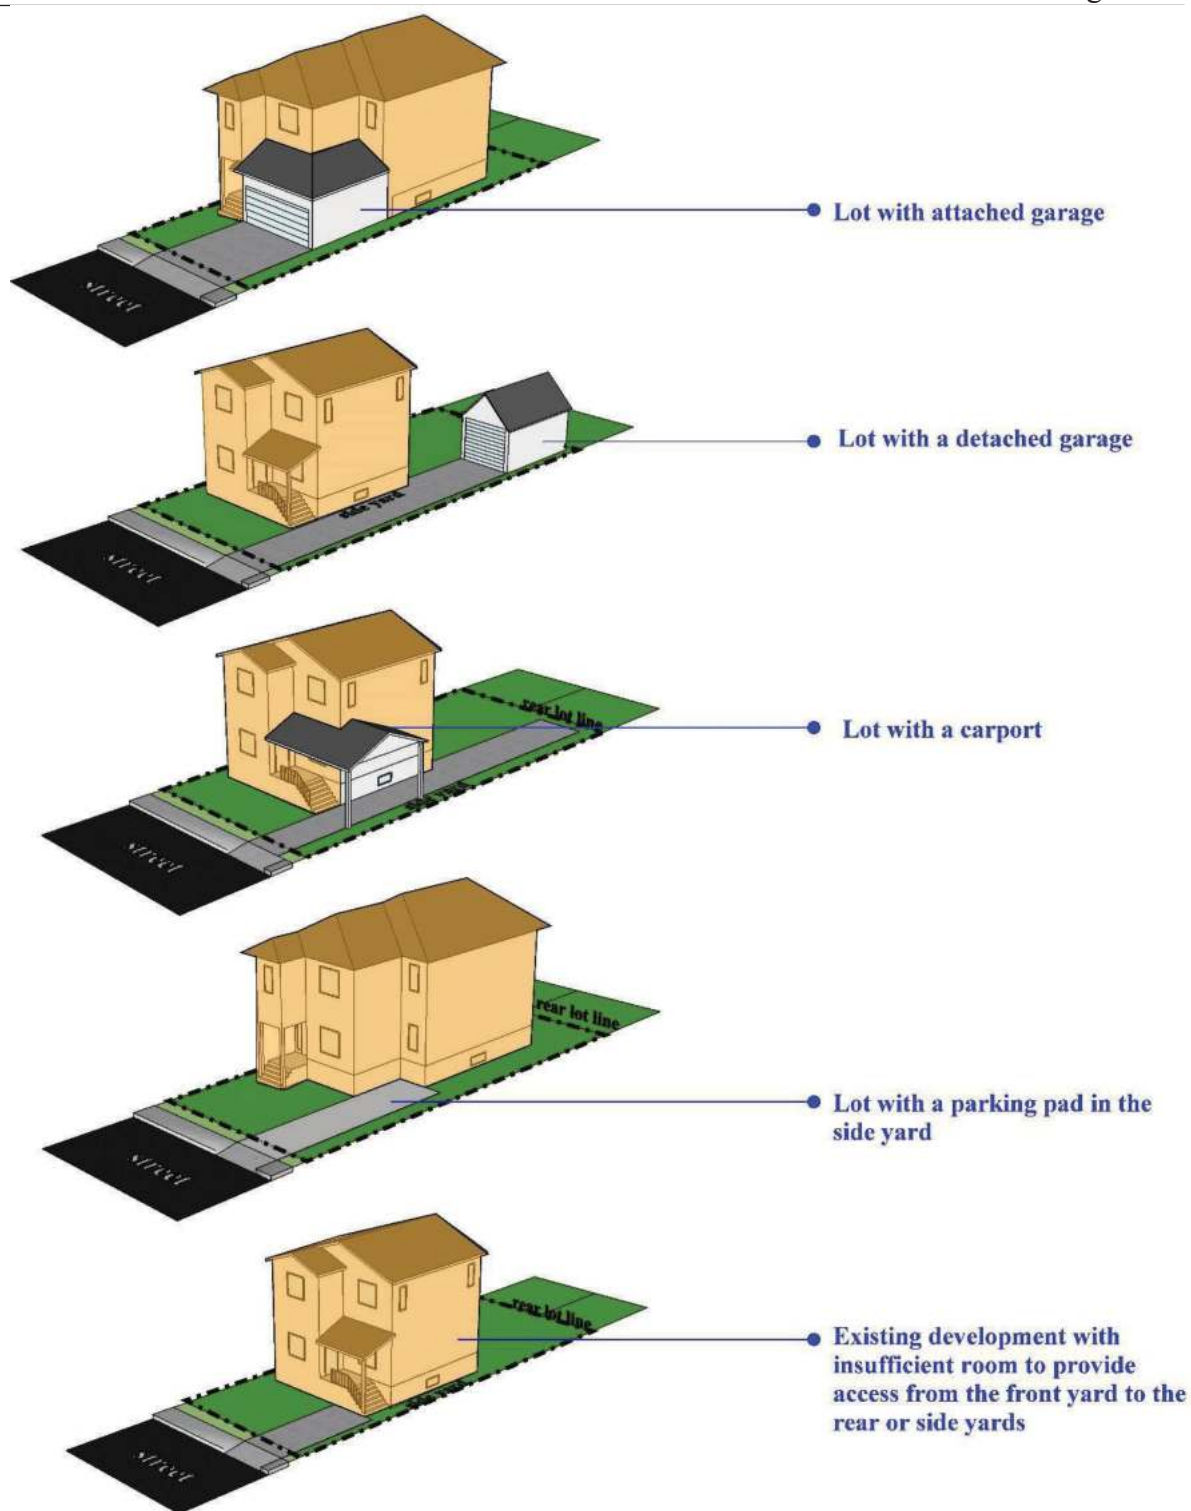 street
Lot with attached garage
side yard
street
Lot with a detached garage
rear lot line
street
Lot with a carport
rear lot line
street
Lot with a parking pad in the
side yard
rear lot line
street
Existing development with
insufficient room to provide
access from the front yard to the
rear or side yards